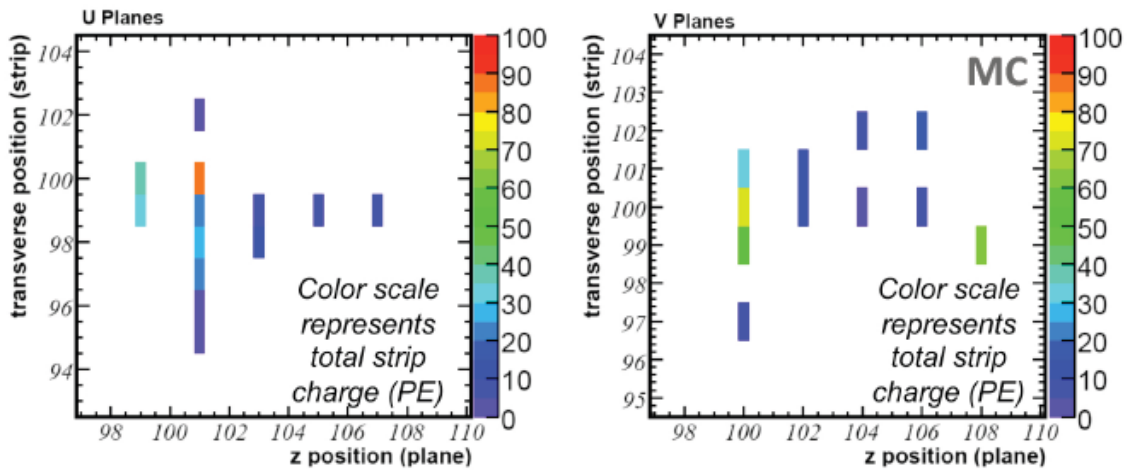 U Planes
transverse position (strip)
104
102
100
98
96
94
98 100 102 104 106 108 110
z position (plane)
100
90
80
70
60
50
40
30
20
10
0
Color scale
represents
total strip
charge (PE)
V Planes
MC
transverse position (strip)
104
103
102
101
100
99
98
97
96
95
98 100 102 104 106 108 110
z position (plane)
100
90
80
70
60
50
40
30
20
10
0
Color scale
represents
total strip
charge (PE)